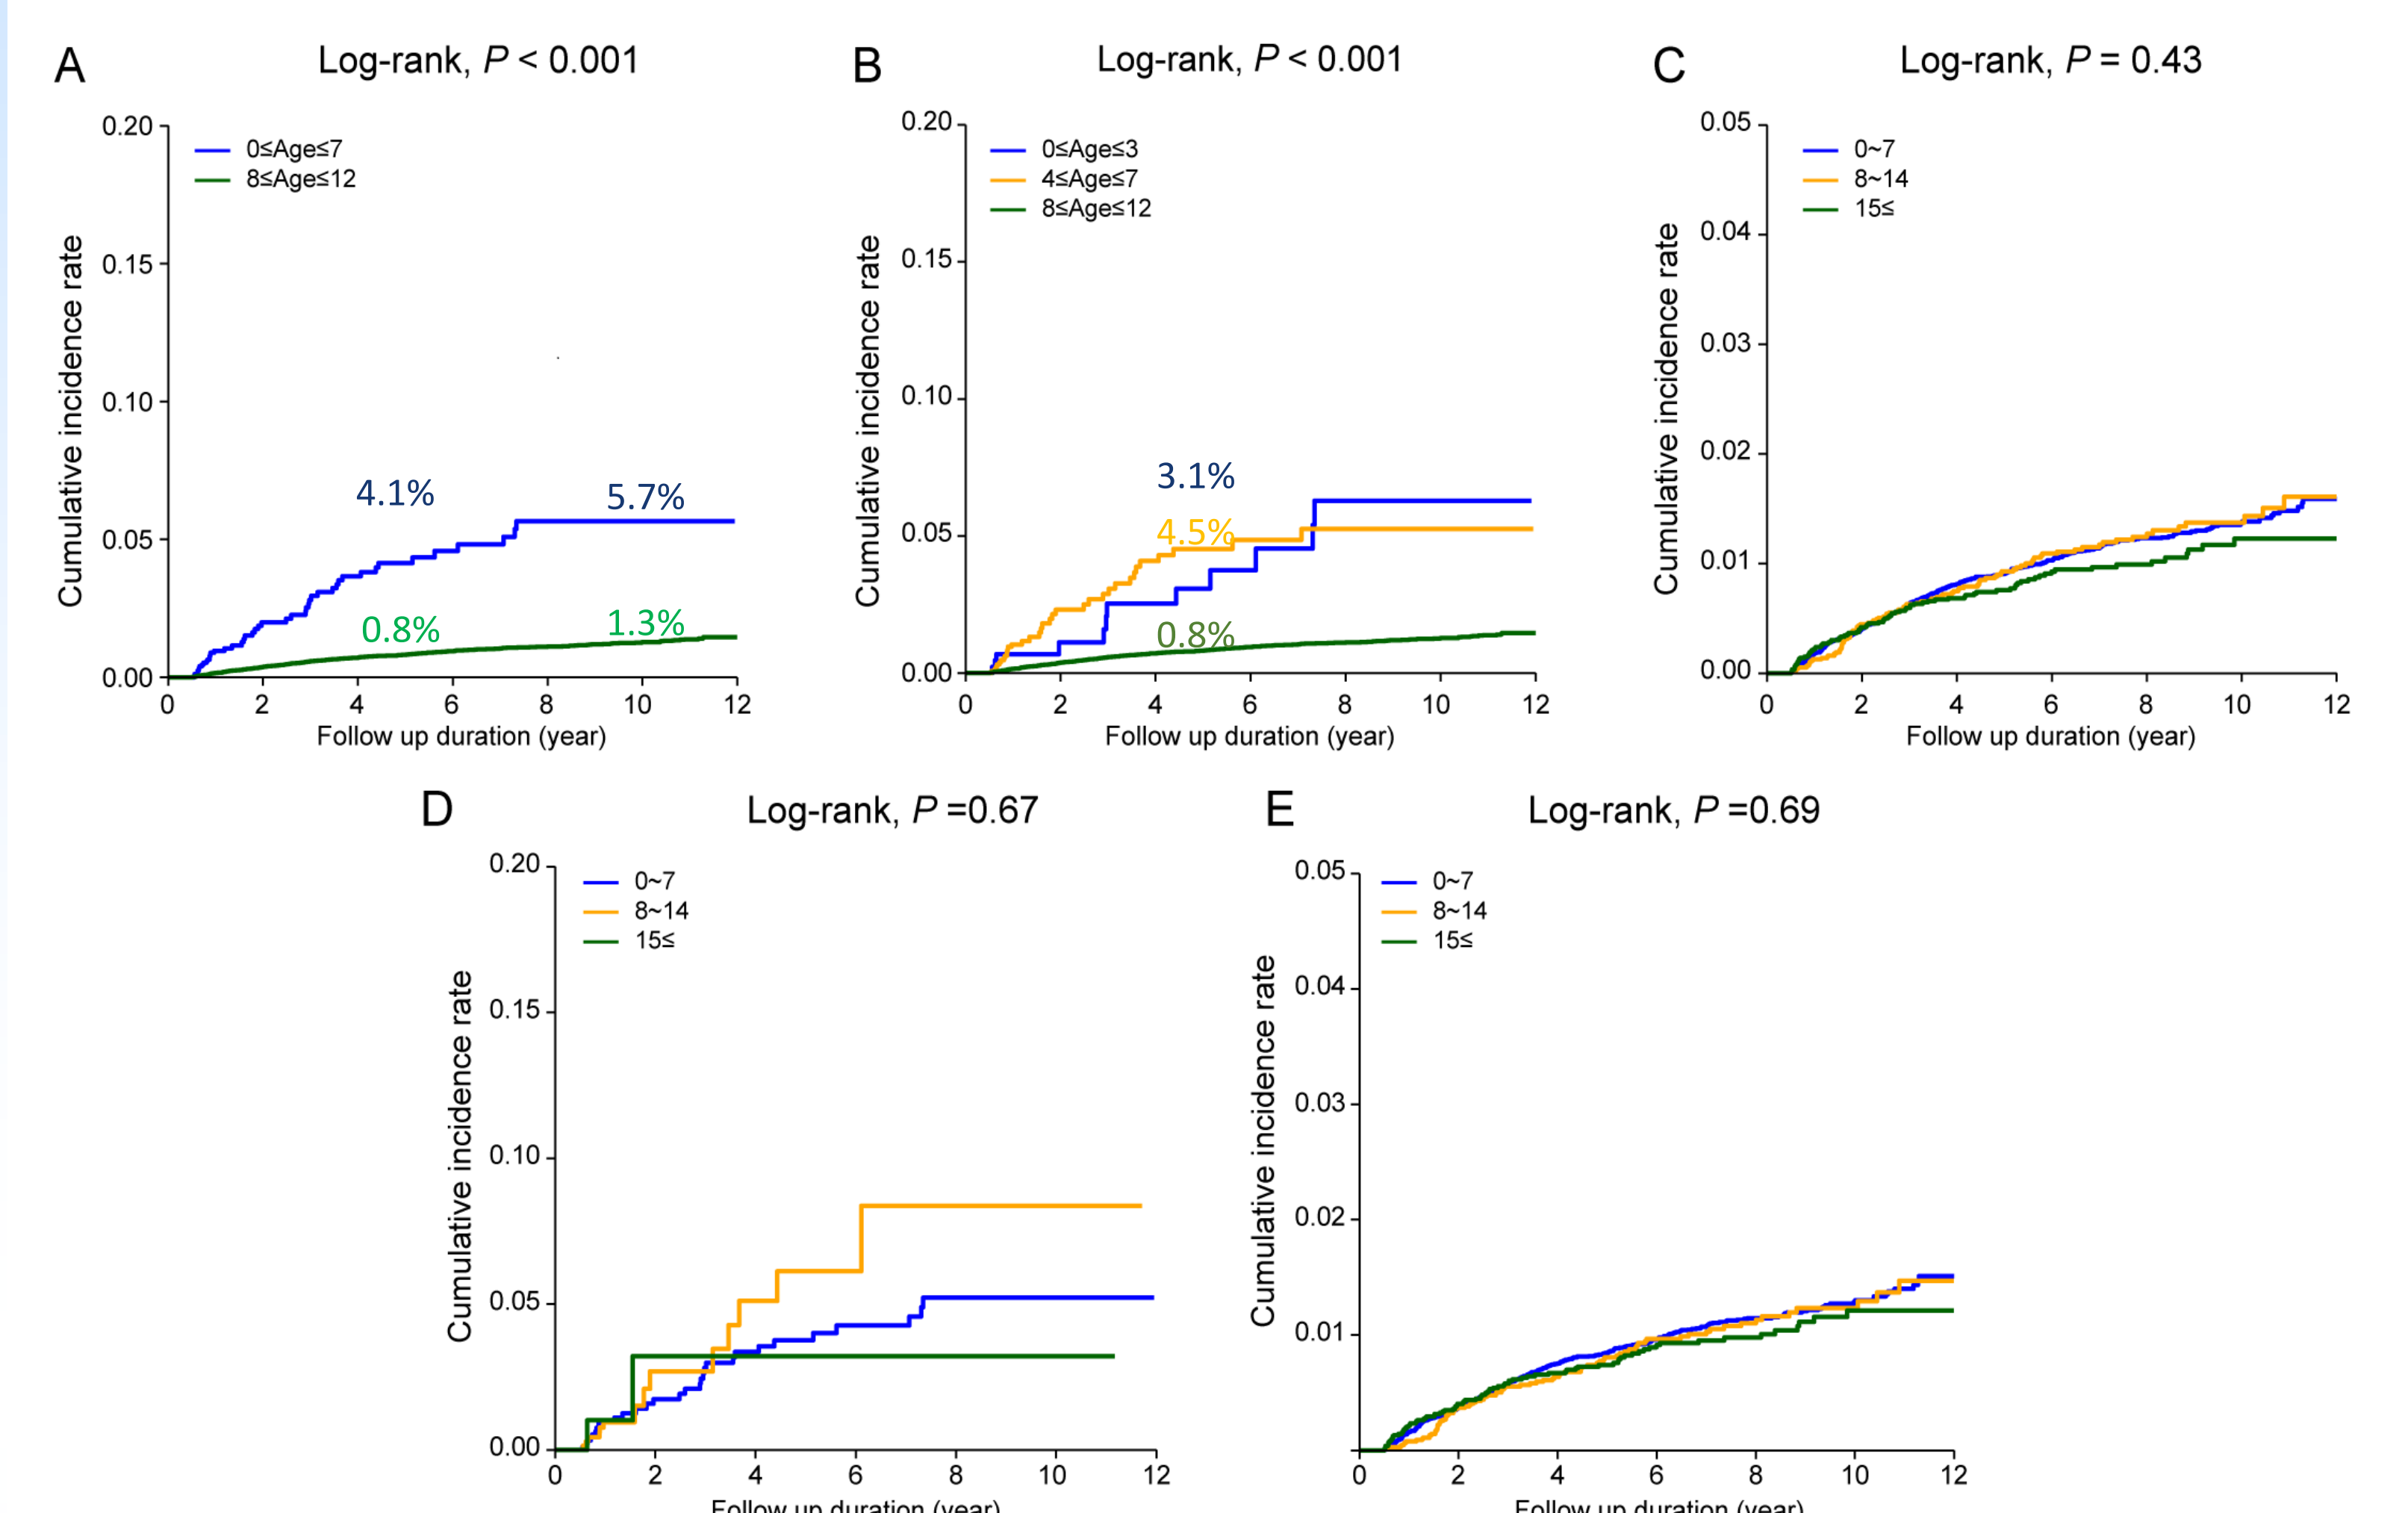 A
Log-rank, P < 0.001
0.20
0.15
0.10
0.05
0.00
Cumulative incidence rate
0≤Age≤7
8≤Age≤12
4.1%
5.7%
0.8%
1.3%
0 2 4 6 8 10 12
Follow up duration (year)
B
Log-rank, P < 0.001
0.20
0.15
0.10
0.05
0.00
Cumulative incidence rate
0≤Age≤3
4≤Age≤7
8≤Age≤12
3.1%
4.5%
0.8%
0 2 4 6 8 10 12
Follow up duration (year)
C
Log-rank, P = 0.43
0.05
0.04
0.03
0.02
0.01
0.00
Cumulative incidence rate
0~7
8~14
15≤
0 2 4 6 8 10 12
Follow up duration (year)
D
Log-rank, P =0.67
0.20
0.15
0.10
0.05
0.00
Cumulative incidence rate
0~7
8~14
15≤
0 2 4 6 8 10 12
Follow up duration (year)
E
Log-rank, P =0.69
0.05
0.04
0.03
0.02
0.01
Cumulative incidence rate
0~7
8~14
15≤
0 2 4 6 8 10 12
Follow up duration (year)